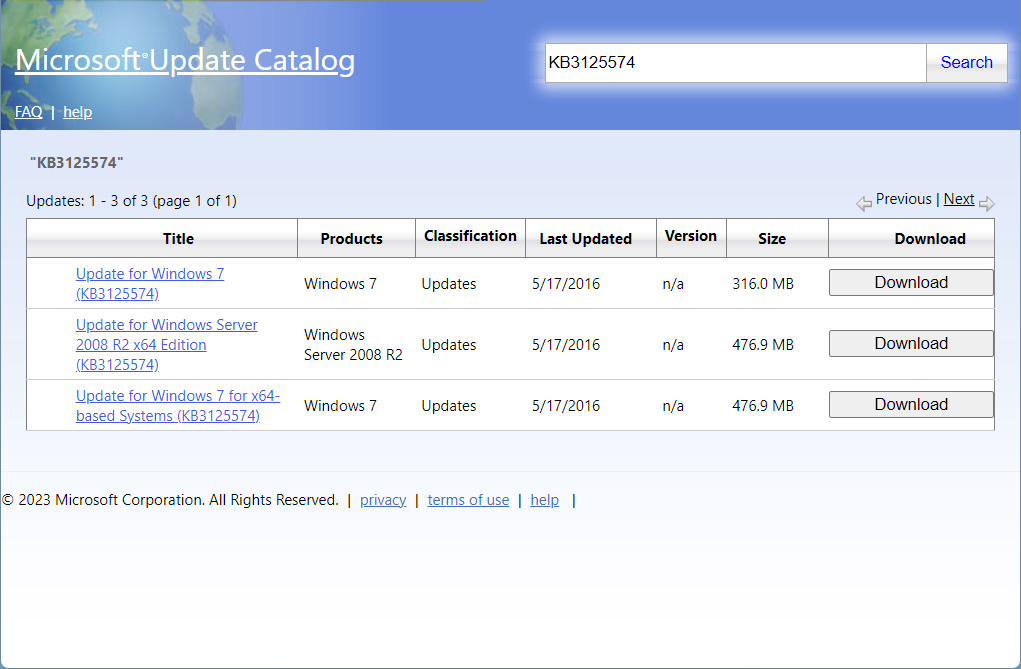 Microsoft®Update Catalog
KB3125574
Search
FAQ | help
"KB3125574"
Updates: 1 - 3 of 3 (page 1 of 1)
Previous | Next
Title Products Classification Last Updated Version Size Download
Update for Windows 7
(KB3125574)
Windows 7 Updates 5/17/2016 n/a 316.0 MB Download
Update for Windows Server
2008 R2 x64 Edition
(KB3125574)
Windows
Server 2008 R2
Updates 5/17/2016 n/a 476.9 MB Download
Update for Windows 7 for x64-
based Systems (KB3125574)
Windows 7 Updates 5/17/2016 n/a 476.9 MB Download
© 2023 Microsoft Corporation. All Rights Reserved. | privacy | terms of use | help |